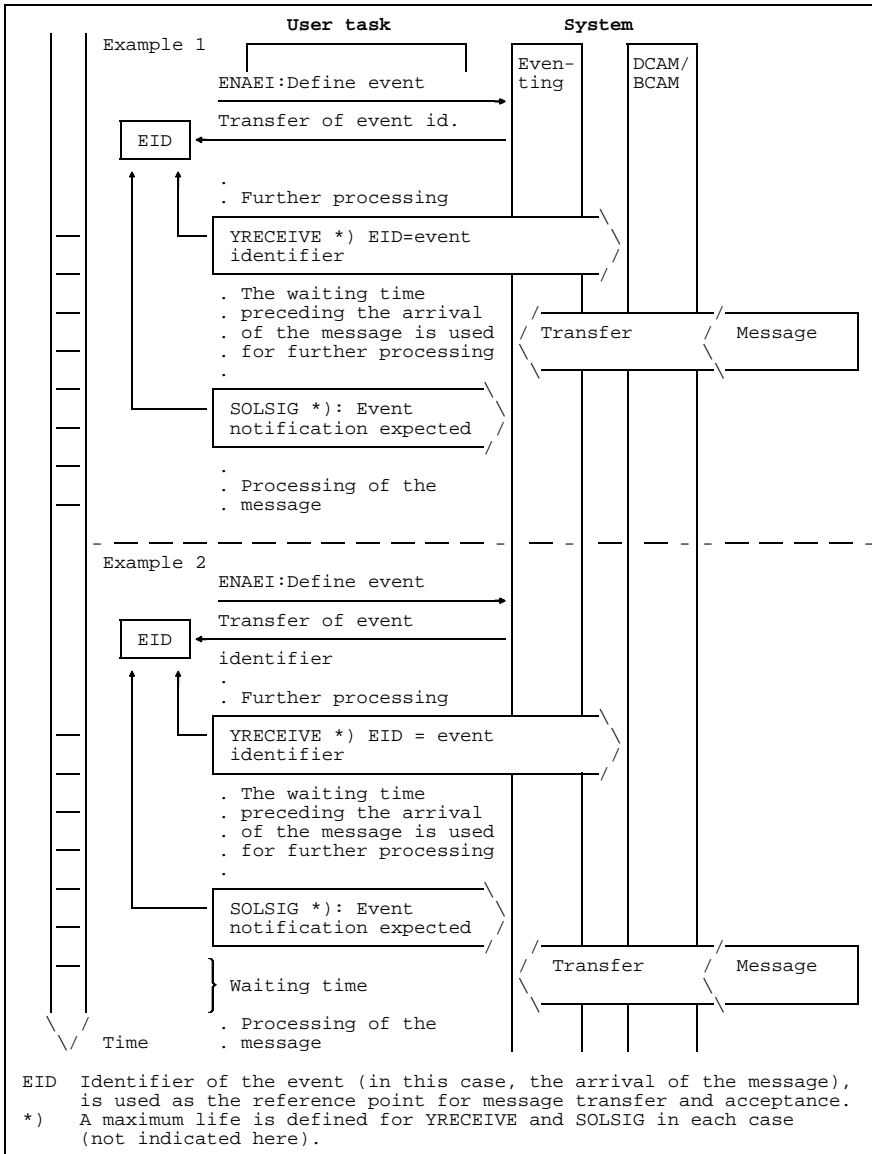 User task
System
Example 1
Even-
ting
DCAM/
BCAM
ENAEI:Define event
Transfer of event id.
EID
.
. Further processing
YRECEIVE *) EID=event
identifier
. The waiting time
. preceding the arrival
. of the message is used
. for further processing
.
Transfer
Message
SOLSIG *): Event
notification expected
.
. Processing of the
. message
Example 2
ENAEI:Define event
Transfer of event
EID
identifier
.
. Further processing
YRECEIVE *) EID = event
identifier
. The waiting time
. preceding the arrival
. of the message is used
. for further processing
.
SOLSIG *): Event
notification expected
Transfer
Message
Waiting time
. Processing of the
. message
Time
EID Identifier of the event (in this case, the arrival of the message),
is used as the reference point for message transfer and acceptance.
*) A maximum life is defined for YRECEIVE and SOLSIG in each case
(not indicated here).